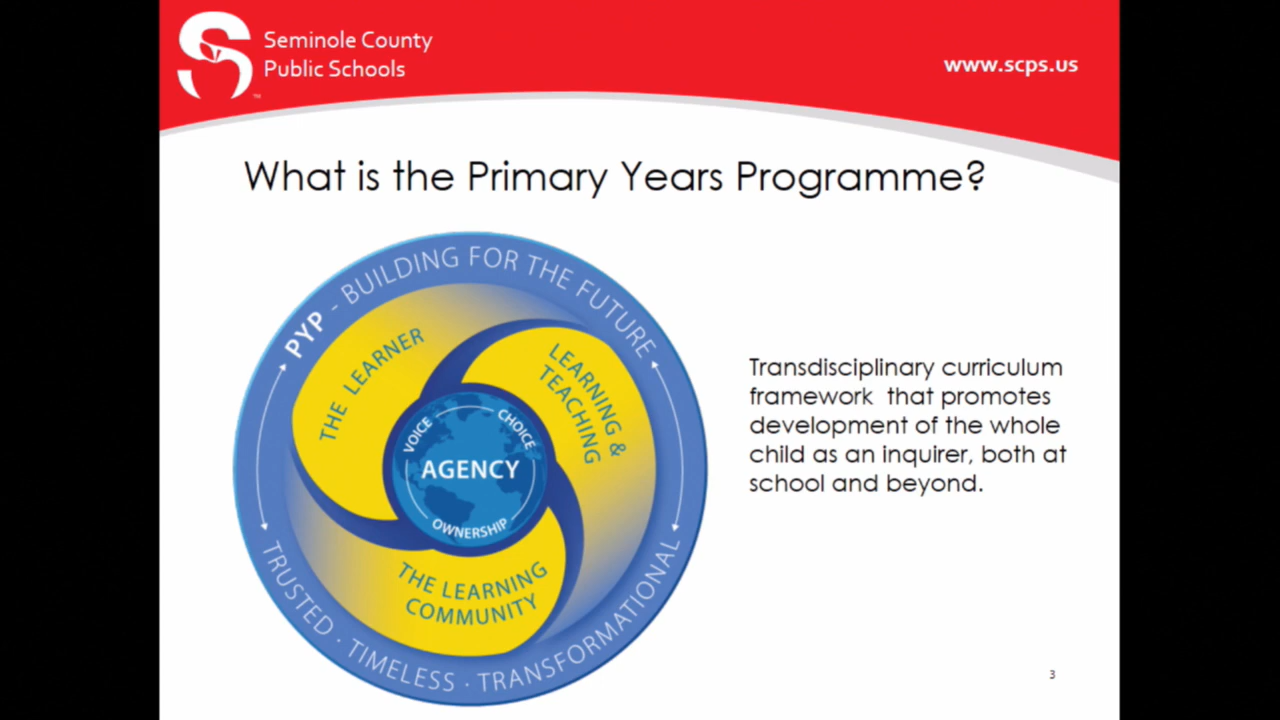 Seminole County
Public Schools
™
www.scps.us
What is the Primary Years Programme?
PYP - BUILDING FOR THE FUTURE
THE LEARNER
LEARNING &
TEACHING
VOICE
CHOICE
AGENCY
OWNERSHIP
THE LEARNING
COMMUNITY
TRUSTED · TIMELESS · TRANSFORMATIONAL
Transdisciplinary curriculum
framework that promotes
development of the whole
child as an inquirer, both at
school and beyond.
3